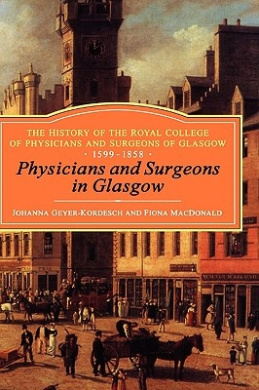 THE HISTORY OF THE ROYAL COLLEGE
OF PHYSICIANS AND SURGEONS OF GLASGOW
· 1599-1858 ·
Physicians and Surgeons
in Glasgow
JOHANNA GEYER-KORDESCH AND FIONA MACDONALD